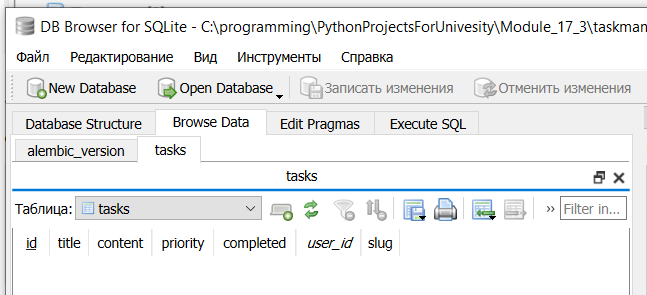 DB Browser for SQLite - C:\programming\PythonProjectsForUnivesity\Module_17_3\taskman
Файл Редактирование Вид Инструменты Справка
New Database Open Database Записать изменения Отменить изменения
Database Structure Browse Data Edit Pragmas Execute SQL
alembic_version tasks
tasks
Таблица: tasks » Filter in...
id title content priority completed user_id slug